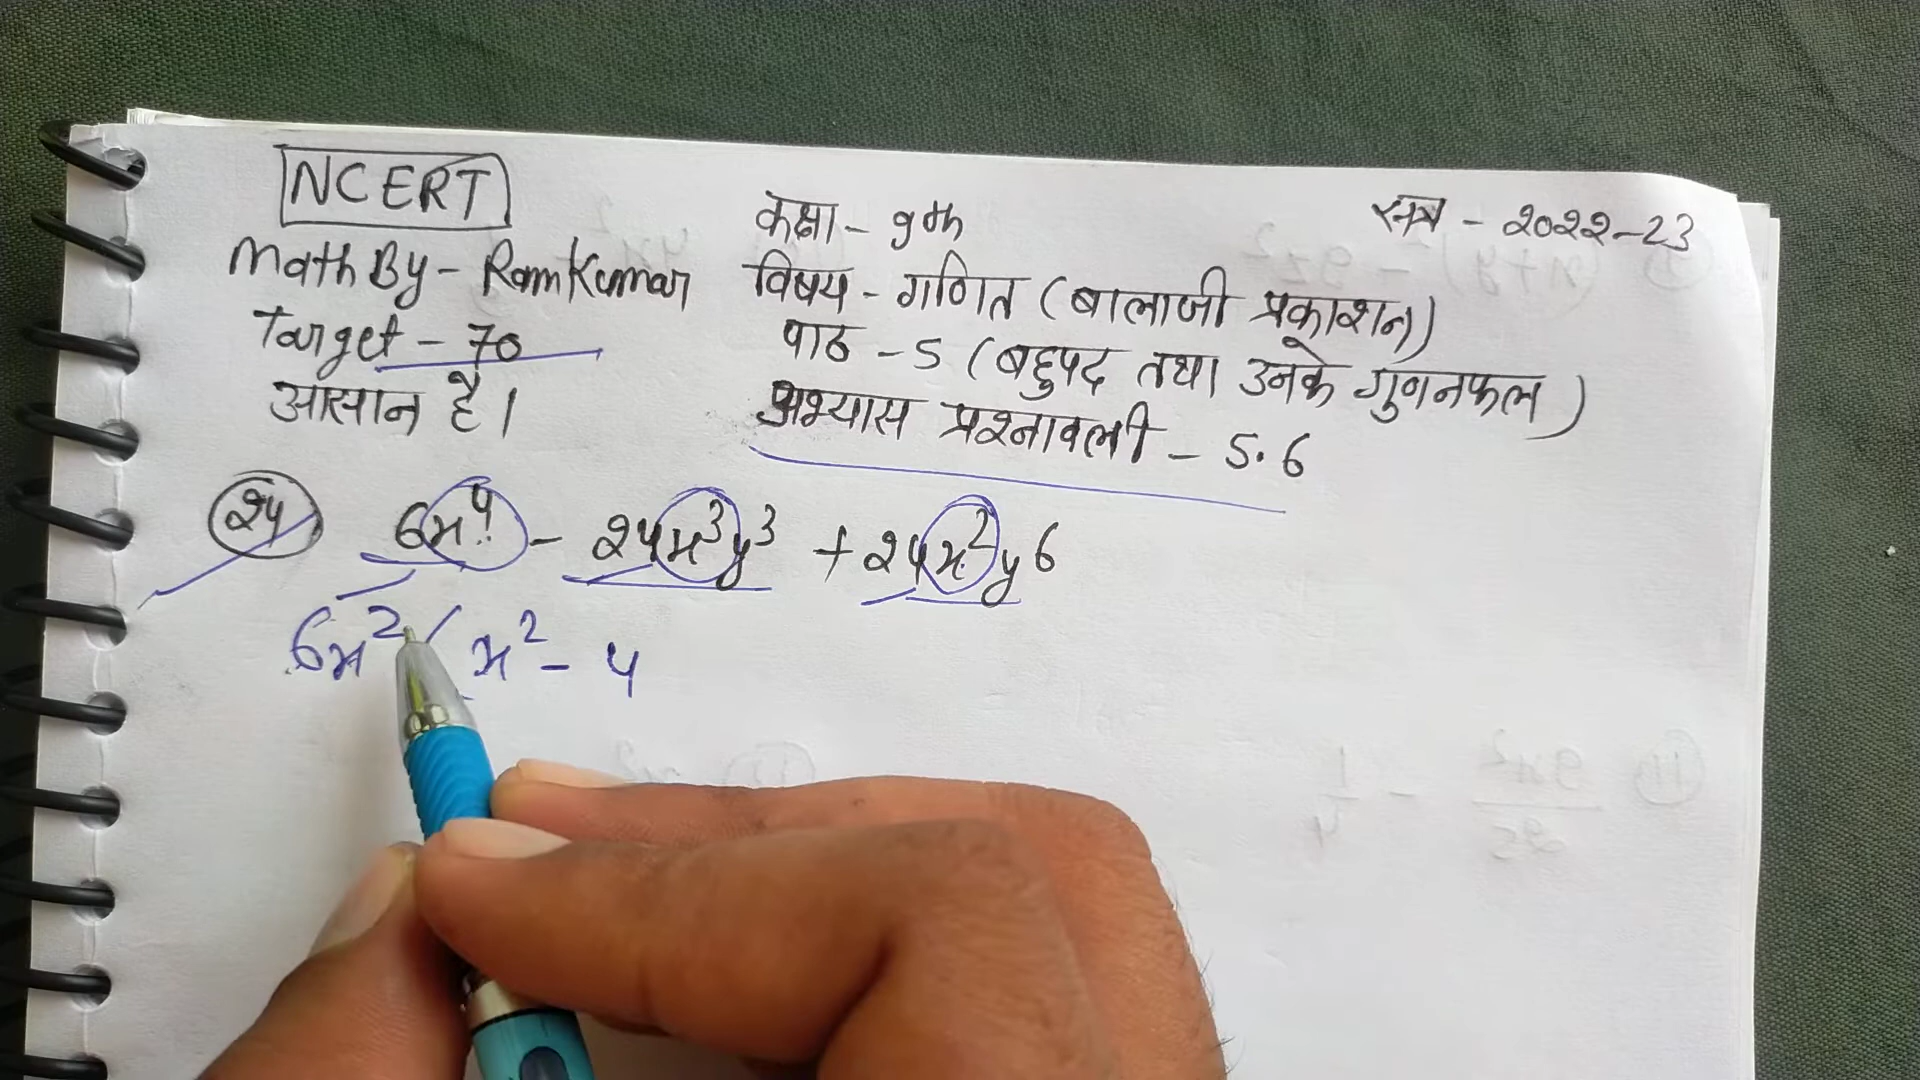 NCERT
Math By - RamKumar
Target - 70
आसान है।
कक्षा - 9th
सत्र - 2022-23
विषय - गणित (बालाजी प्रकाशन)
पाठ - 5 (बहुपद तथा उनके गुणनफल)
अभ्यास प्रश्नावली - 5.6
24 6x⁴ - 24x³y³ + 24x²y⁶
6x² ( x² - 4